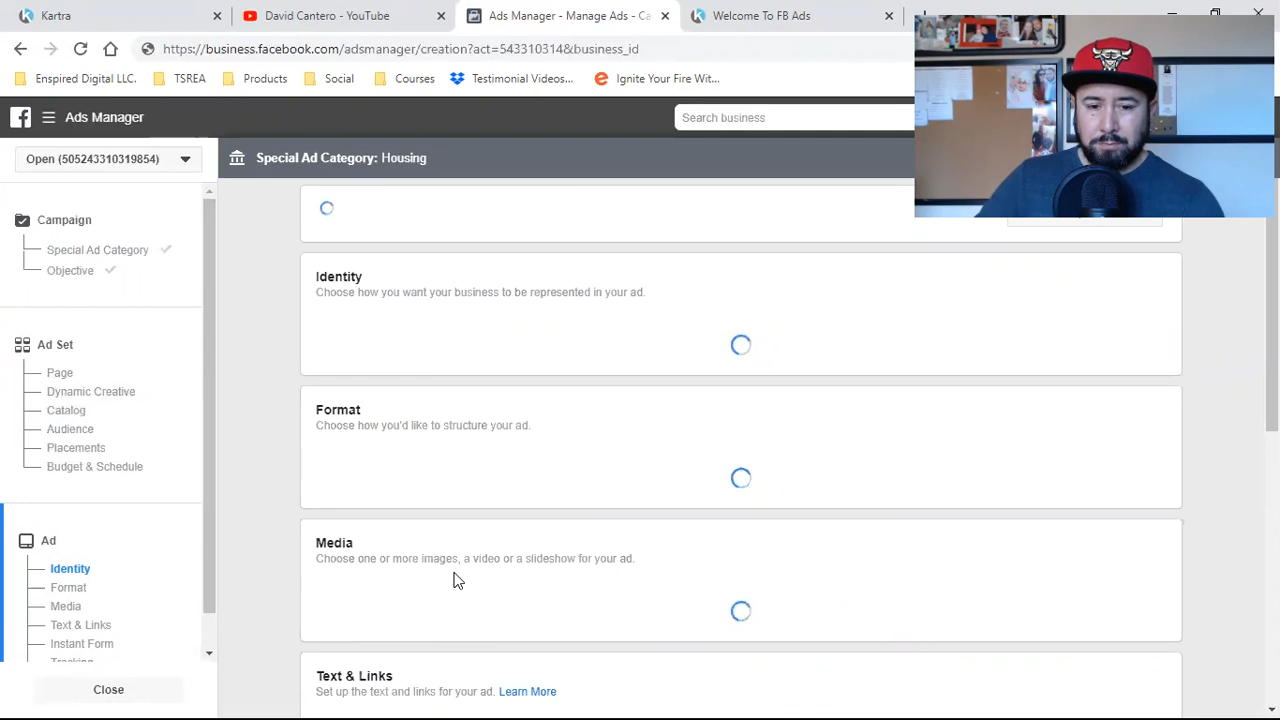 Kartra
David Cantero - YouTube
Ads Manager - Manage Ads - Ca
Welcome To FB Ads
https://business.facebook
/adsmanager/creation?act=543310314&business_id
Enspired Digital LLC.
TSREA
Products
Courses
Testimonial Videos...
Ignite Your Fire Wit...
Ads Manager
Search business
Open (505243310319854)
Special Ad Category: Housing
Campaign
Special Ad Category
Objective
Ad Set
Page
Dynamic Creative
Catalog
Audience
Placements
Budget & Schedule
Ad
Identity
Format
Media
Text & Links
Instant Form
Tracking
Close
Identity
Choose how you want your business to be represented in your ad.
Format
Choose how you'd like to structure your ad.
Media
Choose one or more images, a video or a slideshow for your ad.
Text & Links
Set up the text and links for your ad. Learn More